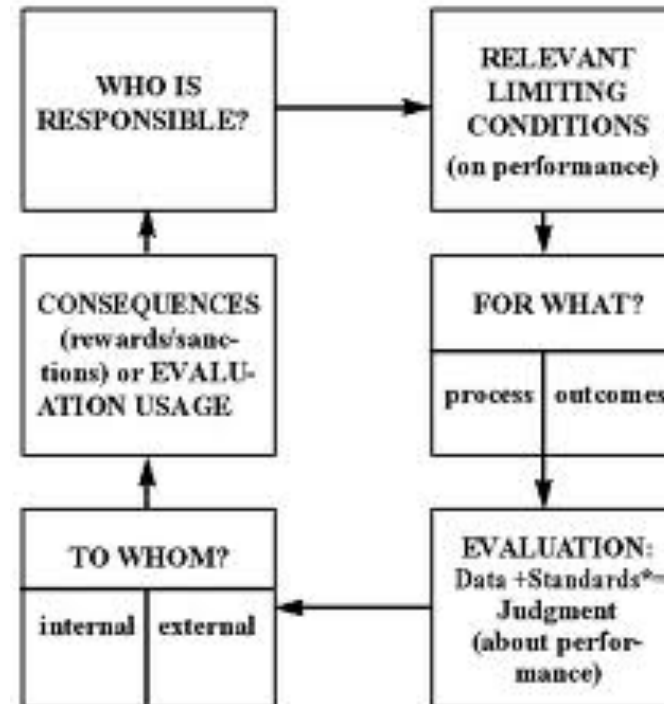 WHO IS
RESPONSIBLE?
RELEVANT
LIMITING
CONDITIONS
(on performance)
FOR WHAT?
process
outcomes
EVALUATION:
Data +Standards*=
Judgment
(about perfor-
mance)
TO WHOM?
internal
external
CONSEQUENCES
(rewards/sanc-
tions) or EVALU-
ATION USAGE